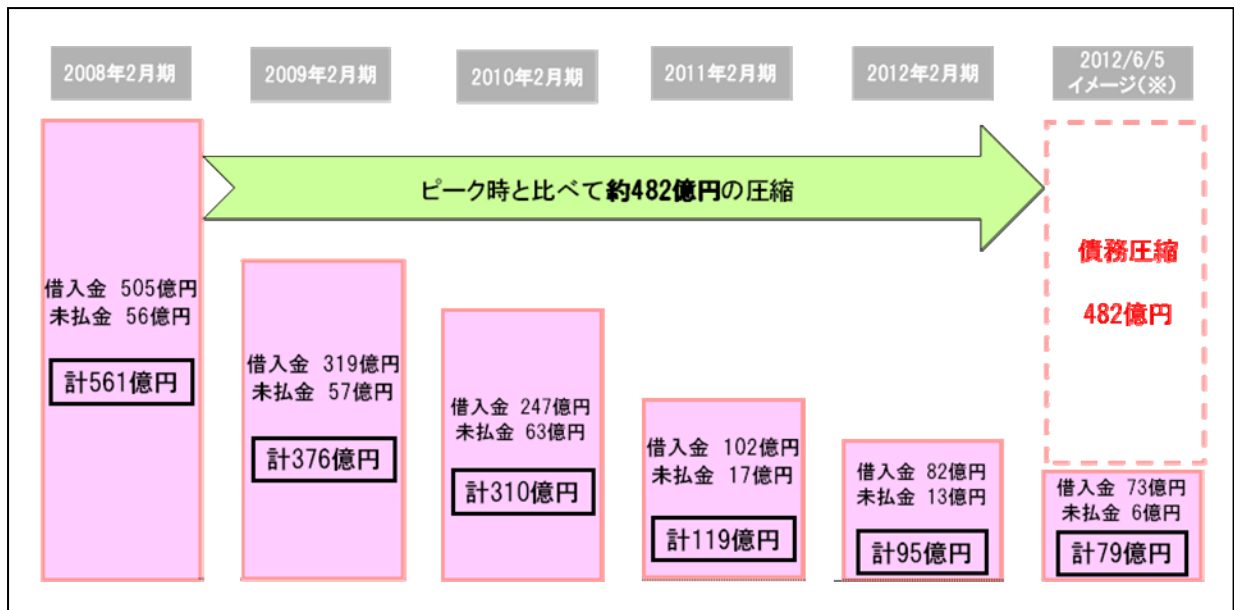 2008年2月期
2009年2月期
2010年2月期
2011年2月期
2012年2月期
2012/6/5
イメージ(※)
ピーク時と比べて約482億円の圧縮
借入金 505億円
未払金 56億円
計561億円
借入金 319億円
未払金 57億円
計376億円
借入金 247億円
未払金 63億円
計310億円
借入金 102億円
未払金 17億円
計119億円
借入金 82億円
未払金 13億円
計95億円
債務圧縮
482億円
借入金 73億円
未払金 6億円
計79億円